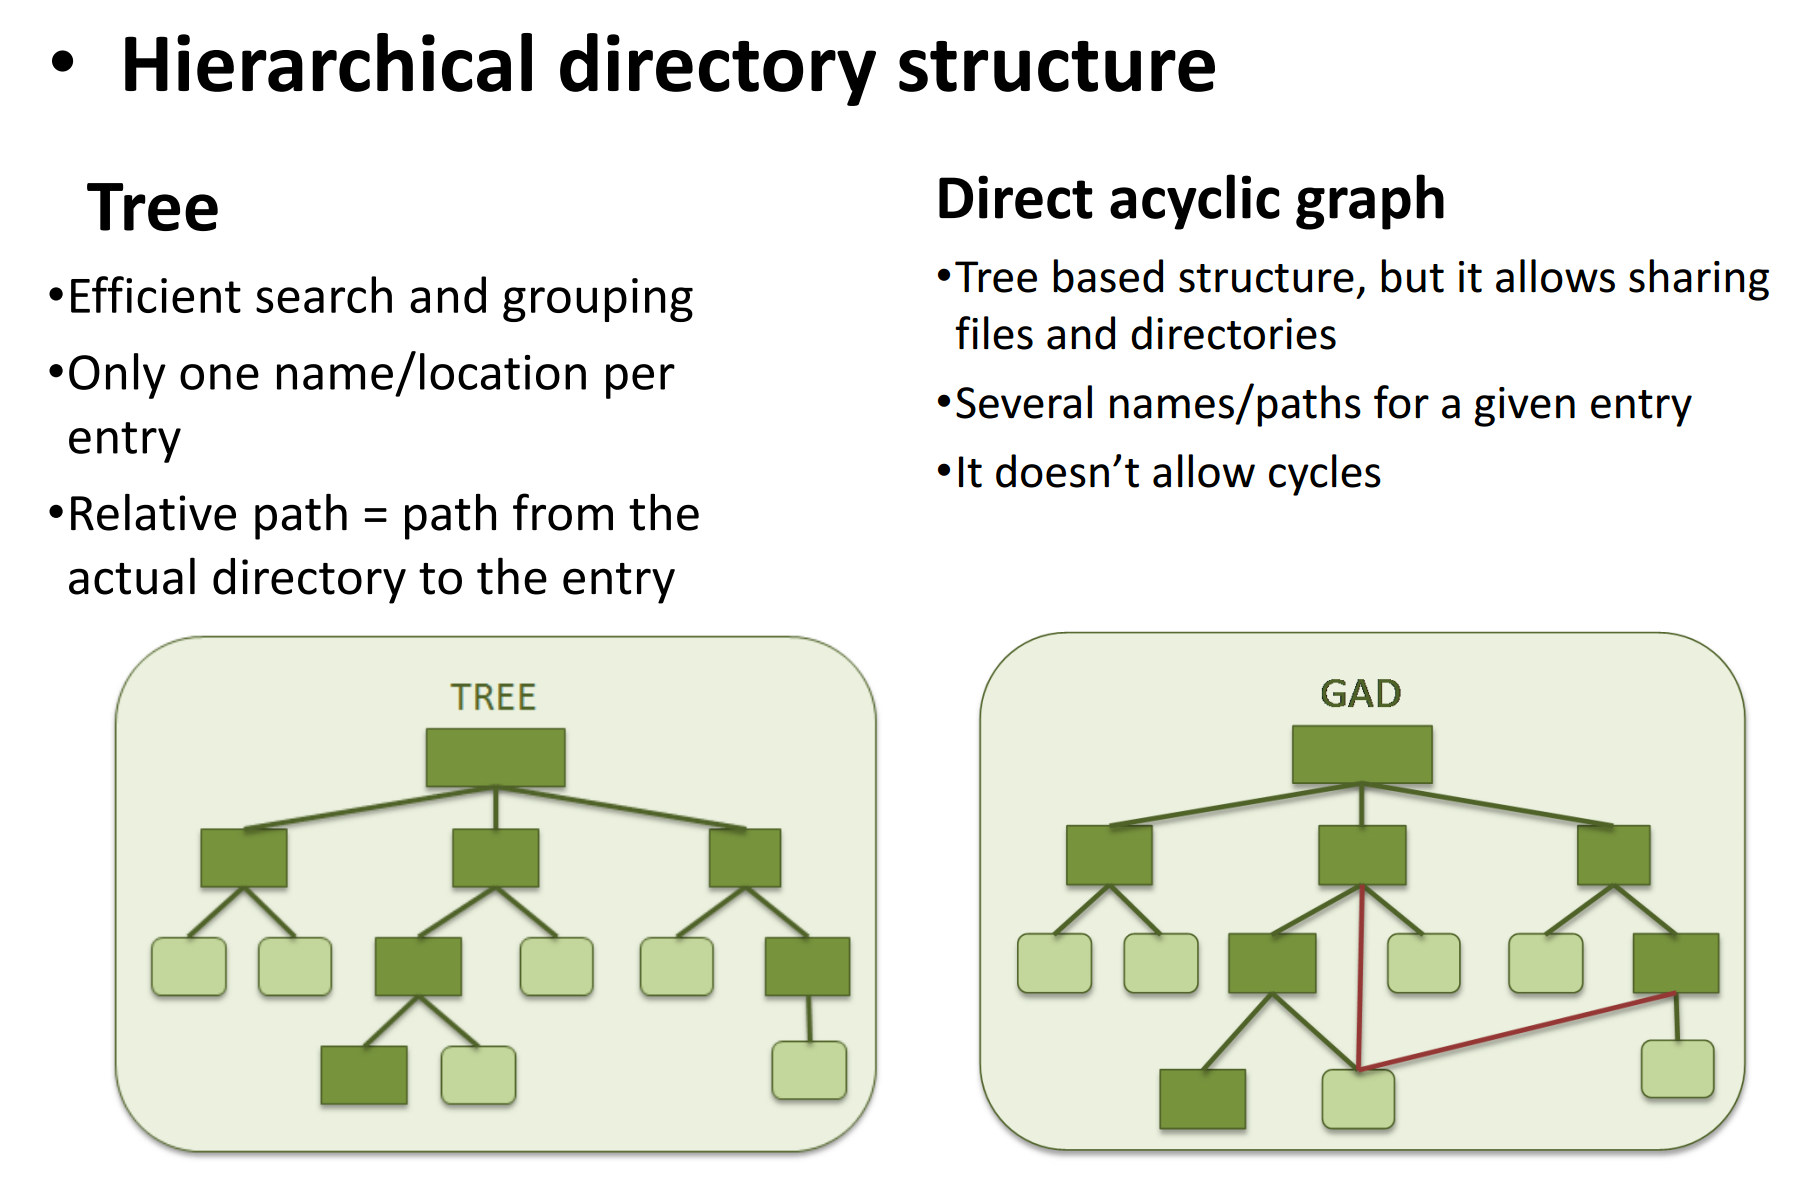 • Hierarchical directory structure
Tree
•Efficient search and grouping
•Only one name/location per
entry
•Relative path = path from the
actual directory to the entry
TREE
Direct acyclic graph
•Tree based structure, but it allows sharing
files and directories
•Several names/paths for a given entry
•It doesn’t allow cycles
GAD